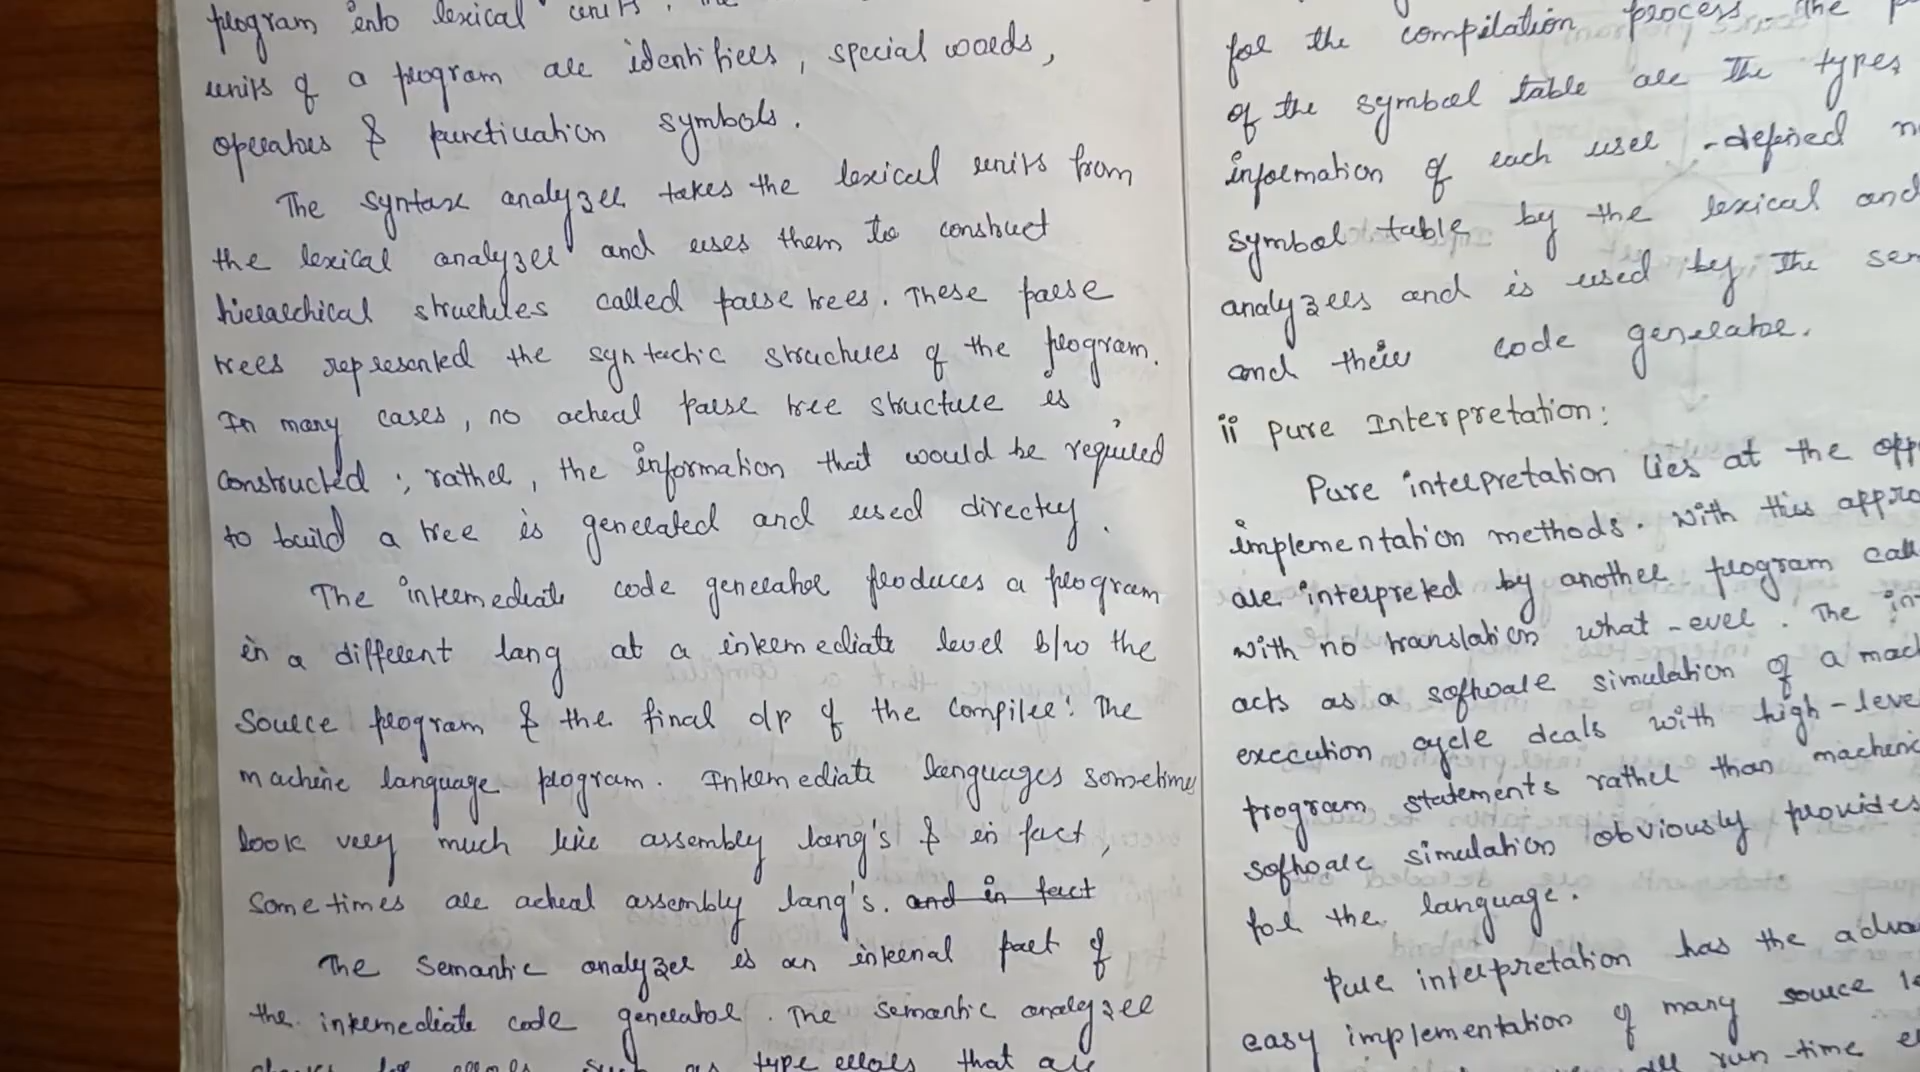 program into lexical units. The
units of a program are identifiers, special words,
operators & punctuation symbols.
The syntax analyzer takes the lexical units from
the lexical analyzer and uses them to construct
hierarchical structures called parse trees. These parse
trees represented the syntactic structures of the program.
In many cases, no actual parse tree structure is
constructed ; rather, the information that would be required
to build a tree is generated and used directly.
The intermediate code generator produces a program
in a different lang at a intermediate level b/w the
source program & the final o/p of the compiler: The
machine language program. Intermediate languages sometimes
look very much like assembly lang's & in fact,
sometimes are actual assembly lang's. and in fact
The semantic analyzer is an internal part of
the intermediate code generator. The semantic analyzer
such as type errors that are
for the compilation process. The
of the symbol table are the types
information of each user-defined
symbol table by the lexical and
analyzers and is used by the
and their code generator.
ii Pure Interpretation:
Pure interpretation lies at the
implementation methods. With this
are interpreted by another program
with no translation what-ever. The
acts as a software simulation of a
execution cycle deals with high-level
program statements rather than machine
software simulation obviously provides
for the language.
Pure interpretation has the
easy implementation of many source
all run-time